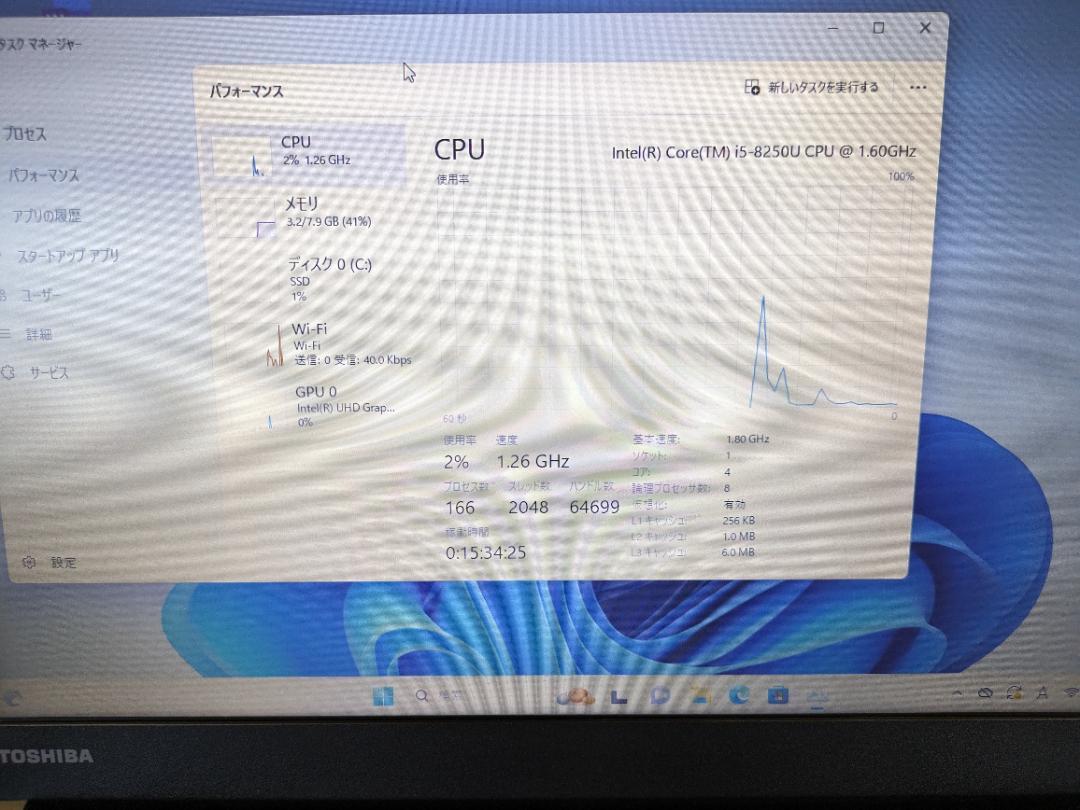 タスク マネージャー
パフォーマンス
新しいタスクを実行する
プロセス
パフォーマンス
アプリの履歴
スタートアップ アプリ
ユーザー
詳細
サービス
設定
CPU
2% 1.26 GHz
メモリ
3.2/7.9 GB (41%)
ディスク 0 (C:)
SSD
1%
Wi-Fi
Wi-Fi
送信: 0 受信: 40.0 Kbps
GPU 0
Intel(R) UHD Grap...
0%
CPU
Intel(R) Core(TM) i5-8250U CPU @ 1.60GHz
使用率
100%
60 秒
0
使用率 速度
2% 1.26 GHz
プロセス数 スレッド数 ハンドル数
166 2048 64699
稼働時間
0:15:34:25
基本速度: 1.80 GHz
ソケット: 1
コア: 4
論理プロセッサ数: 8
仮想化: 有効
L1 キャッシュ: 256 KB
L2 キャッシュ: 1.0 MB
L3 キャッシュ: 6.0 MB
検索
A
TOSHIBA